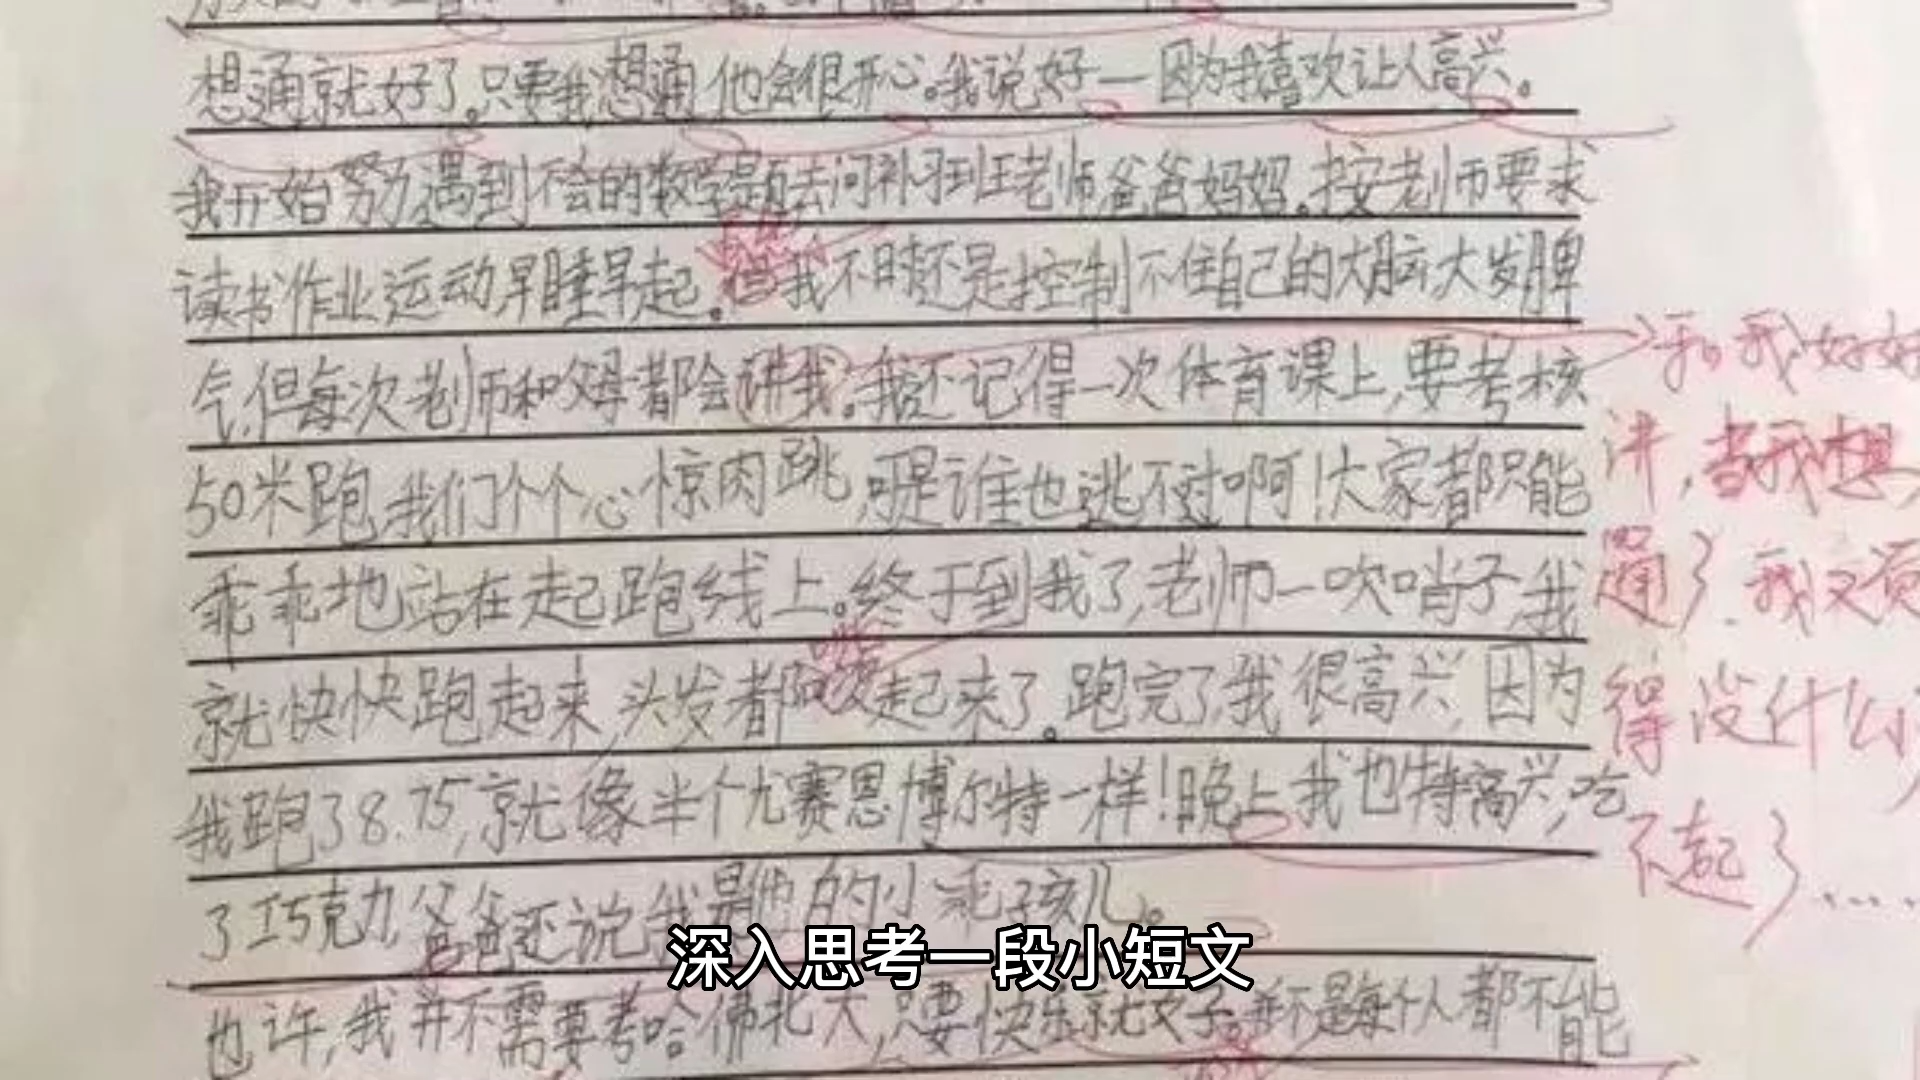 想通就好了。只要我想通他会很开心。我说好一因为我喜欢让人高兴。
我开始努力遇到不会的数学题去问补习班老师爸爸妈妈。按老师要求
读书作业运动早睡早起。但我不时还是控制不住自己的大脑大发脾
气,但每次老师和父母都会讲我。我还记得一次体育课上,要考核
50米跑,我们个个心惊肉跳,可是谁也逃不过啊!大家都只能
乖乖地站在起跑线上。终于到我了,老师一吹哨子,我
就快快跑起来,头发都 起来了。跑完了,我很高兴,因为
我跑了38.75,就像半个尤赛恩博尔特一样!晚上我也特高兴,吃
了巧克力,爸爸还说我是他的小乖孩儿。
也许,我并不需要考哈佛北大,只要快乐就 并不是每个人都不能
和我好好
讲,当我想
通了,我又觉
得没什么
不起了……
深入思考一段小短文